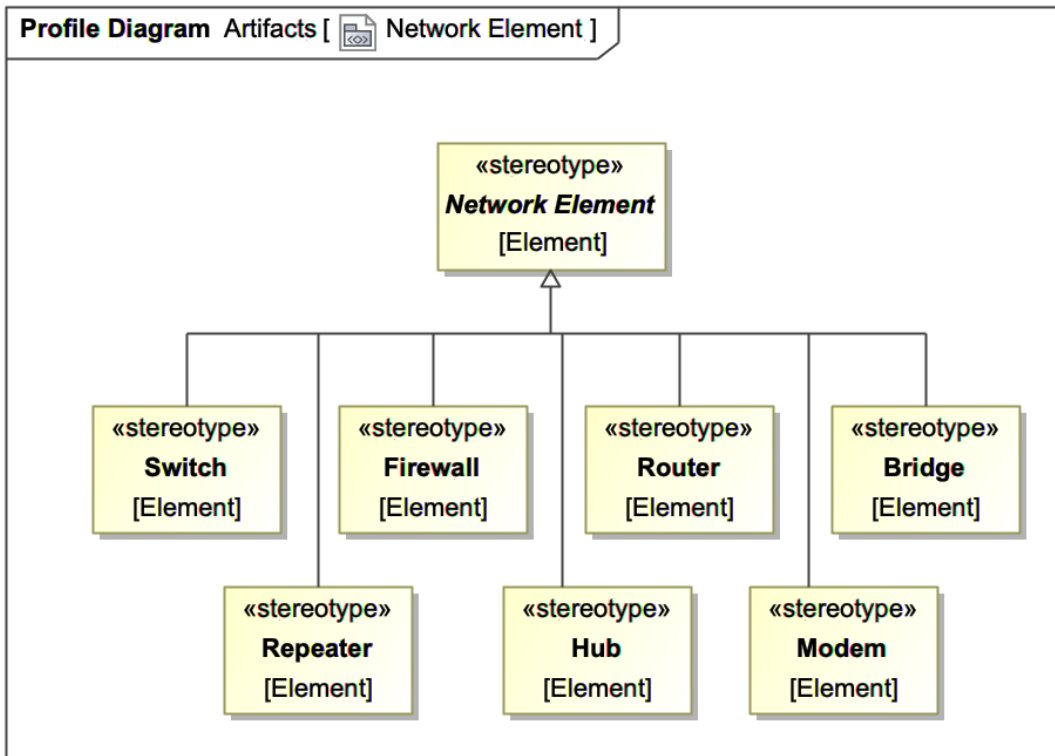 Profile Diagram Artifacts [ Network Element ]
«stereotype»
Network Element
[Element]
«stereotype»
Switch
[Element]
«stereotype»
Firewall
[Element]
«stereotype»
Router
[Element]
«stereotype»
Bridge
[Element]
«stereotype»
Repeater
[Element]
«stereotype»
Hub
[Element]
«stereotype»
Modem
[Element]